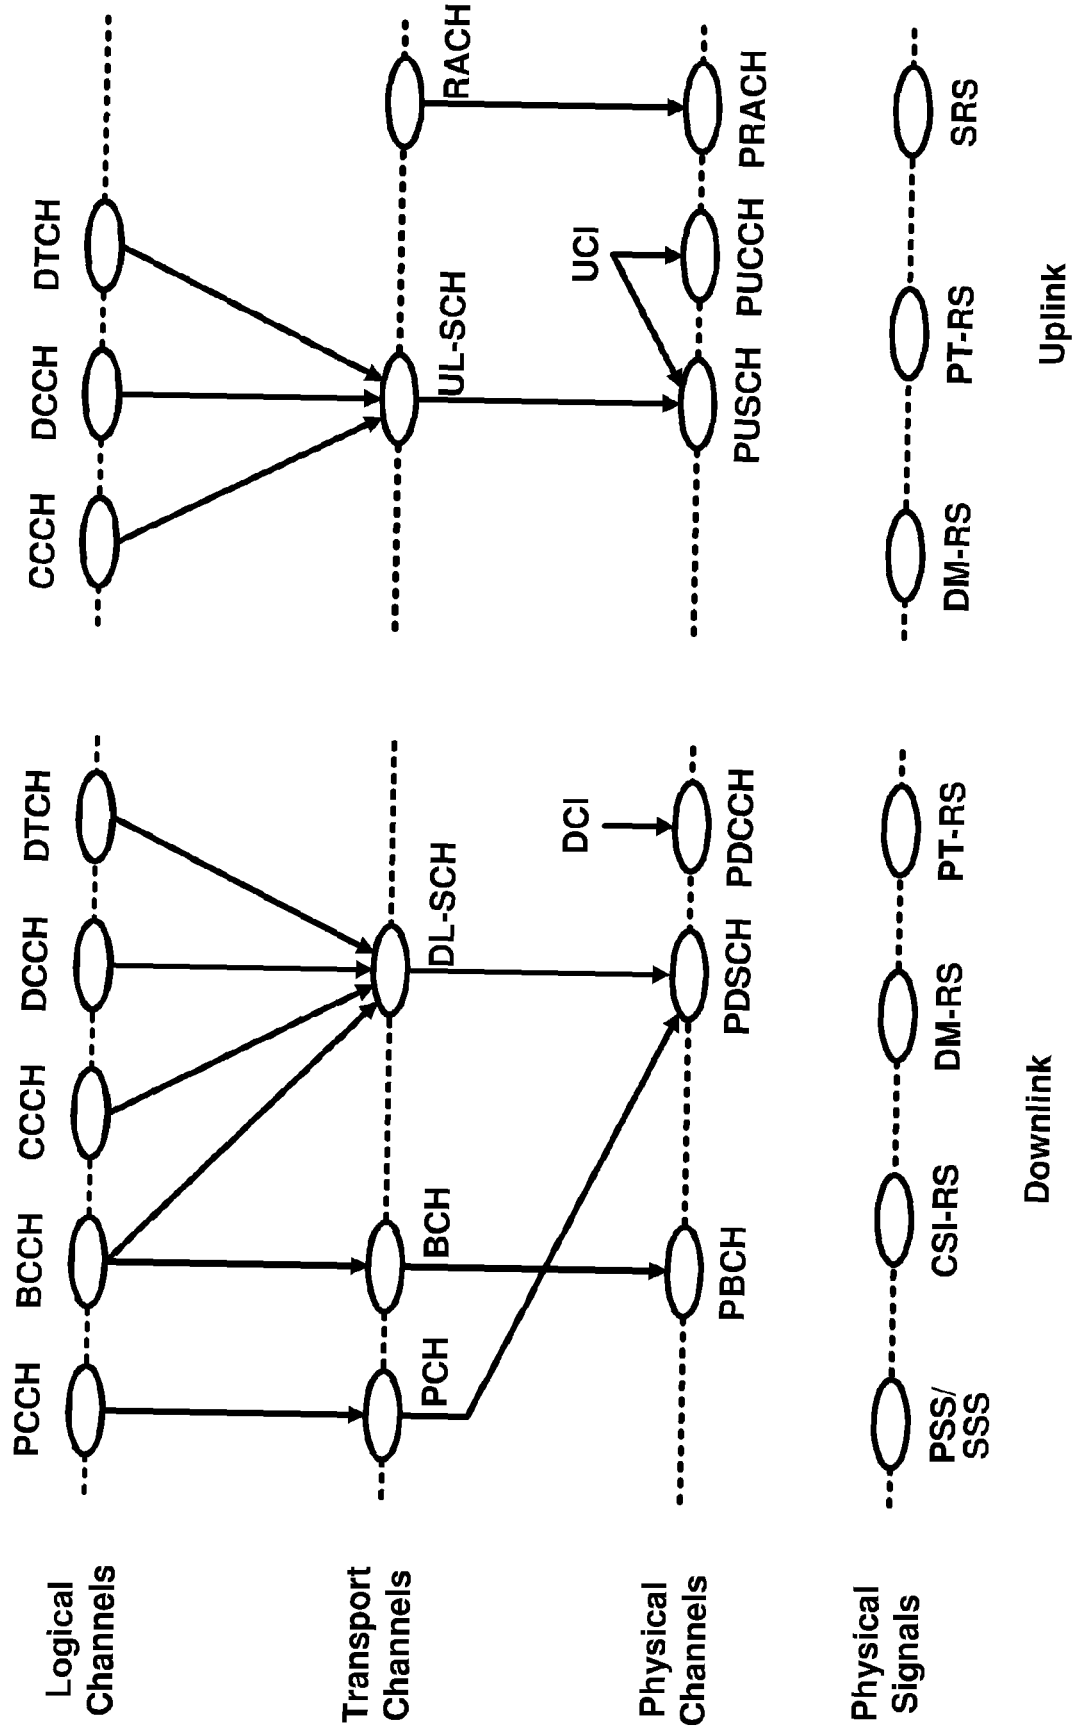 Logical
Channels
PCCH
BCCH
CCCH
DCCH
DTCH
CCCH
DCCH
DTCH
Transport
Channels
PCH
BCH
DL-SCH
UL-SCH
RACH
DCI
UCI
Physical
Channels
PBCH
PDSCH
PDCCH
PUSCH
PUCCH
PRACH
Physical
Signals
PSS/
SSS
CSI-RS
DM-RS
PT-RS
DM-RS
PT-RS
SRS
Downlink
Uplink